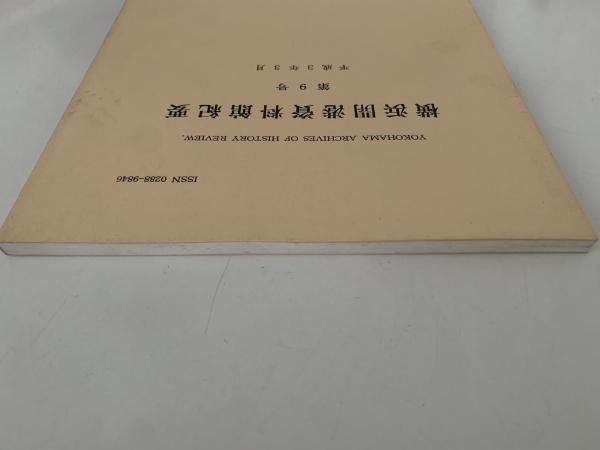 ISSN 0288-9846
YOKOHAMA ARCHIVES OF HISTORY REVIEW.
横浜開港資料館紀要
第9号
平成3年3月